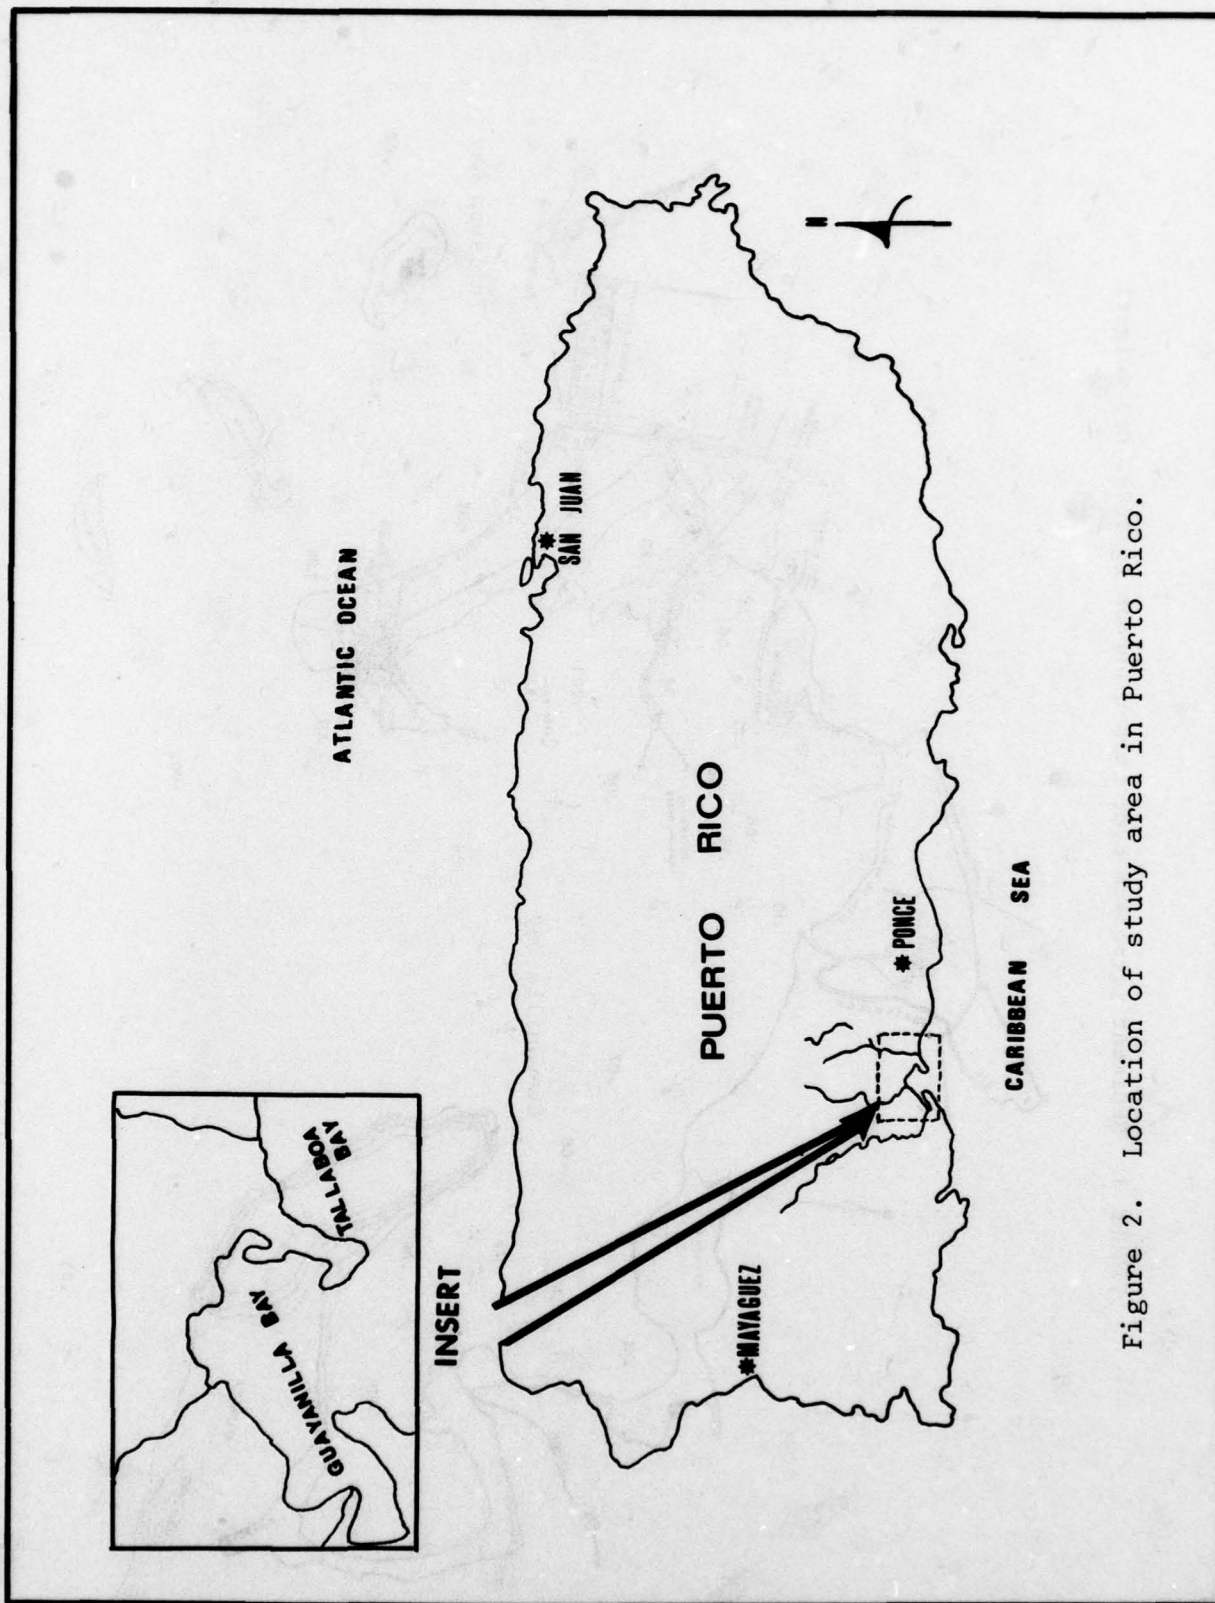 ATLANTIC OCEAN
TALLABOA
BAY
GUAYANILLA BAY
INSERT
SAN JUAN
PUERTO RICO
N
MAYAGUEZ
PONCE
CARIBBEAN SEA
Figure 2. Location of study area in Puerto Rico.